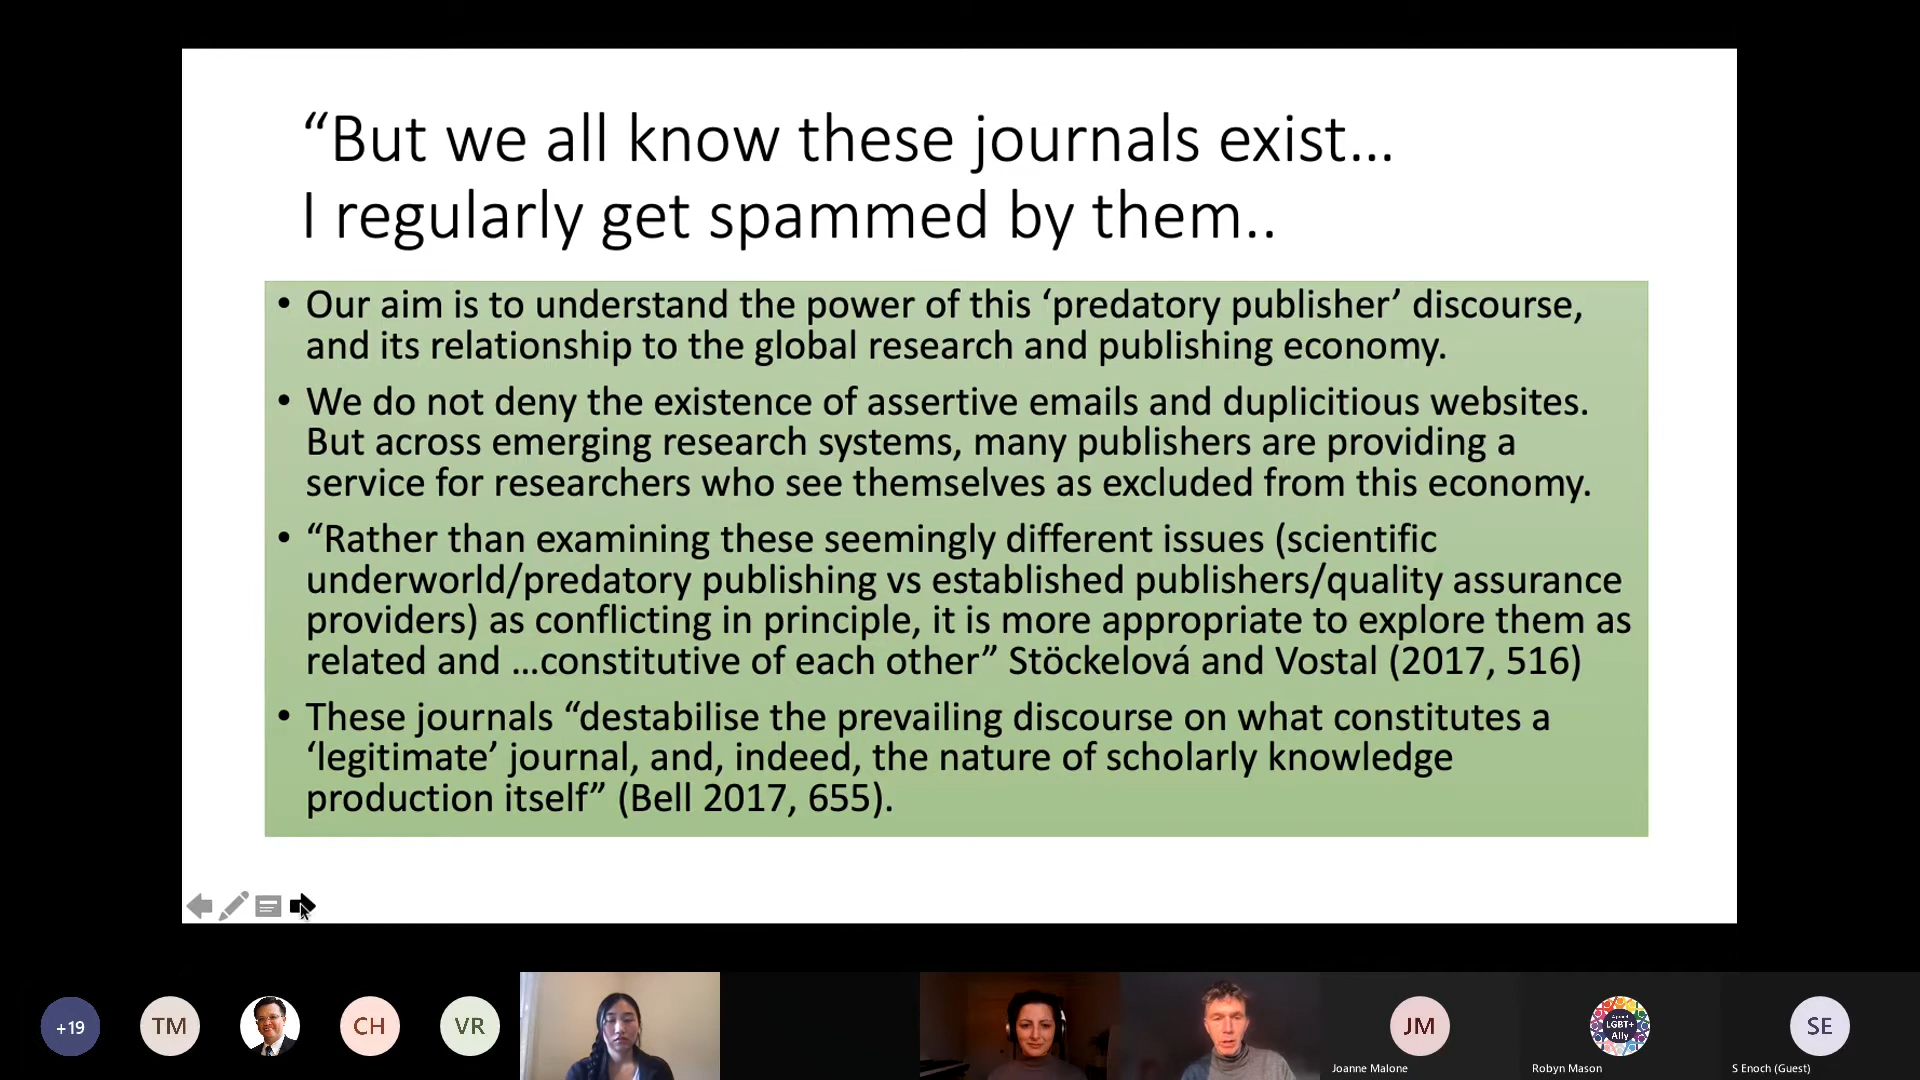 “But we all know these journals exist…
I regularly get spammed by them..
• Our aim is to understand the power of this ‘predatory publisher’ discourse,
and its relationship to the global research and publishing economy.
• We do not deny the existence of assertive emails and duplicitious websites.
But across emerging research systems, many publishers are providing a
service for researchers who see themselves as excluded from this economy.
• “Rather than examining these seemingly different issues (scientific
underworld/predatory publishing vs established publishers/quality assurance
providers) as conflicting in principle, it is more appropriate to explore them as
related and …constitutive of each other” Stöckelová and Vostal (2017, 516)
• These journals “destabilise the prevailing discourse on what constitutes a
‘legitimate’ journal, and, indeed, the nature of scholarly knowledge
production itself” (Bell 2017, 655).
+19
TM
CH
VR
JM
Joanne Malone
LGBT+
Ally
Robyn Mason
SE
S Enoch (Guest)